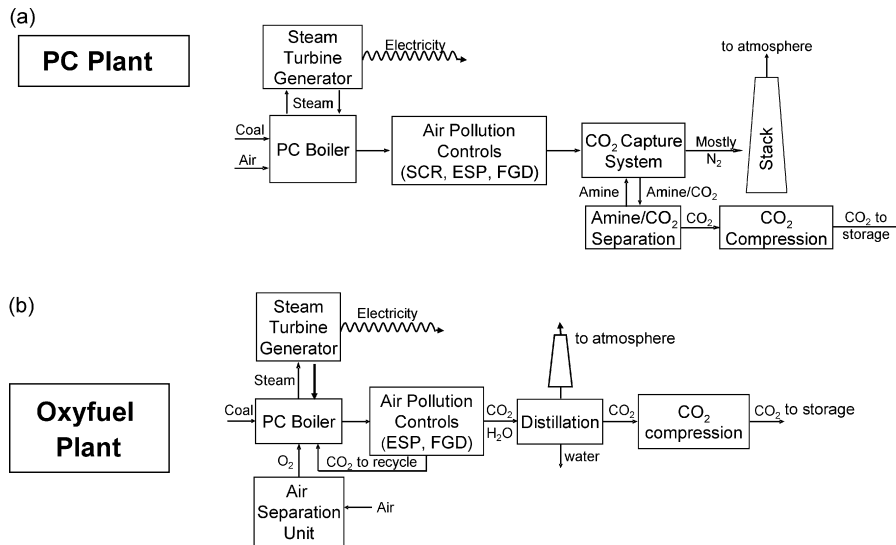 (a)
PC Plant
Steam
Turbine
Generator
Electricity
to atmosphere
Steam
Coal
Air
PC Boiler
Air Pollution
Controls
(SCR, ESP, FGD)
CO₂ Capture
System
Mostly
N₂
Stack
Amine
Amine/CO₂
Amine/CO₂
Separation
CO₂
CO₂
Compression
CO₂ to
storage
(b)
Oxyfuel
Plant
Steam
Turbine
Generator
Electricity
to atmosphere
Steam
Coal
PC Boiler
Air Pollution
Controls
(ESP, FGD)
CO₂
H₂O
Distillation
CO₂
CO₂
compression
CO₂ to storage
O₂
CO₂ to recycle
water
Air
Separation
Unit
Air